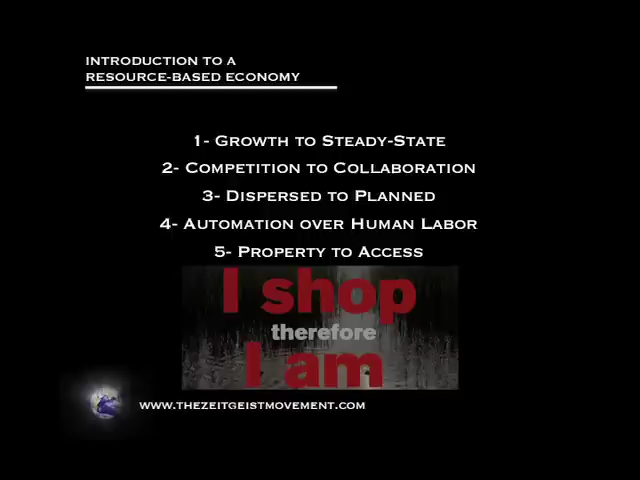 INTRODUCTION TO A
RESOURCE-BASED ECONOMY
1- GROWTH TO STEADY-STATE
2- COMPETITION TO COLLABORATION
3- DISPERSED TO PLANNED
4- AUTOMATION OVER HUMAN LABOR
5- PROPERTY TO ACCESS
I shop
therefore
I am
WWW.THEZEITGEISTMOVEMENT.COM